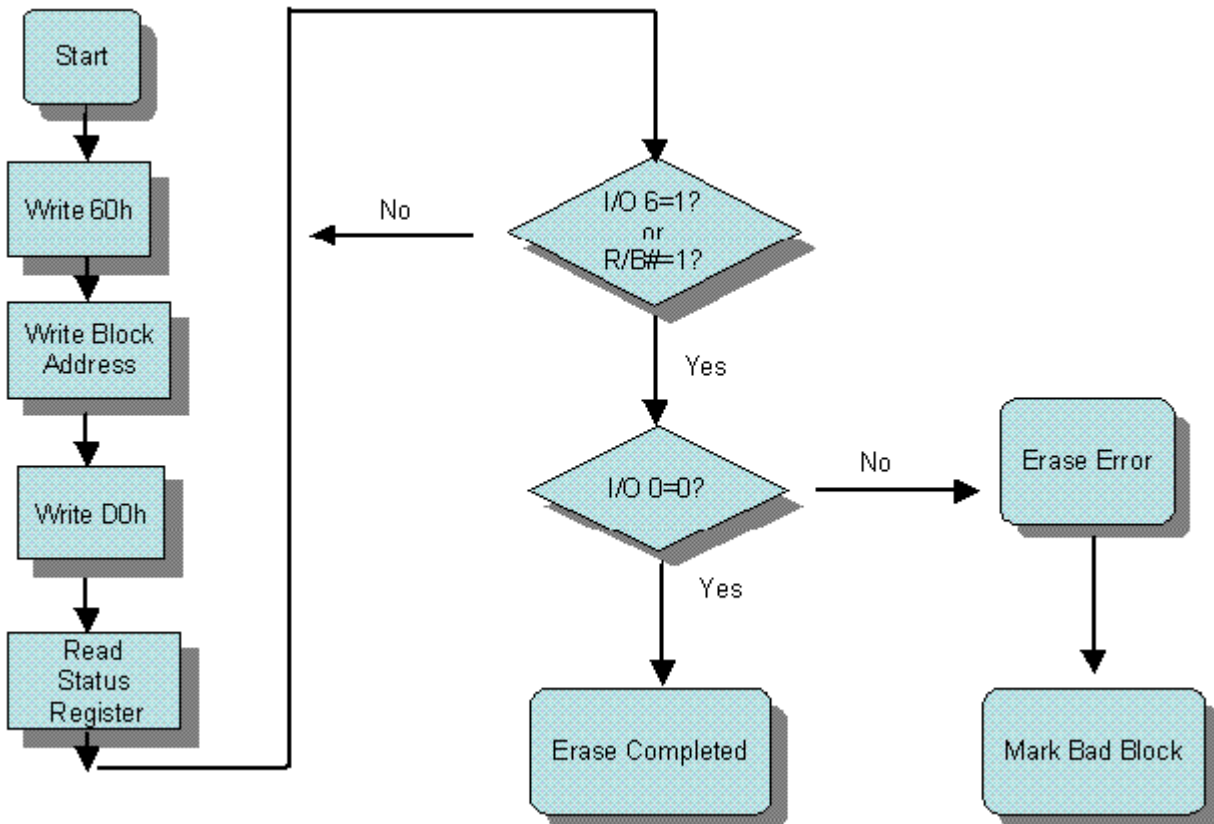 Start
Write 60h
Write Block
Address
Write D0h
Read
Status
Register
I/O 6=1?
or
R/B#=1?
No
Yes
I/O 0=0?
No
Yes
Erase Completed
Erase Error
Mark Bad Block